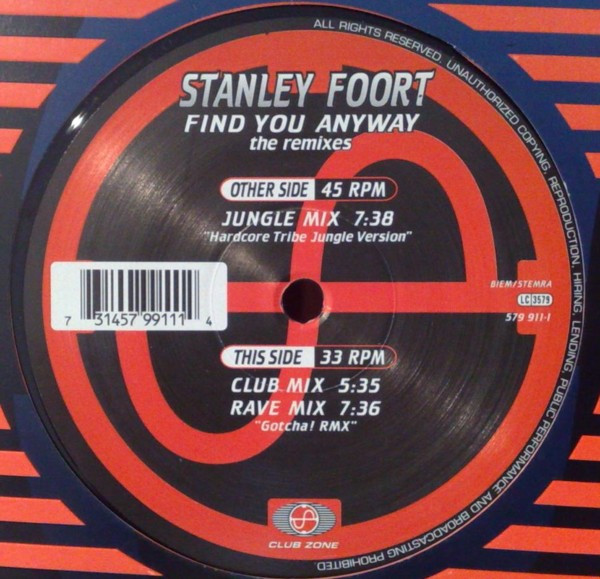 ALL RIGHTS RESERVED. UNAUTHORIZED COPYING, REPRODUCTION, HIRING, LENDING, PUBLIC PERFORMANCE AND BROADCASTING PROHIBITED
STANLEY FOORT
FIND YOU ANYWAY
the remixes
OTHER SIDE 45 RPM
JUNGLE MIX 7:38
"Hardcore Tribe Jungle Version"
BIEM/STEMRA
LC 3579
579 911-1
7 31457 99111 4
THIS SIDE 33 RPM
CLUB MIX 5:35
RAVE MIX 7:36
"Gotcha! RMX"
CLUB ZONE